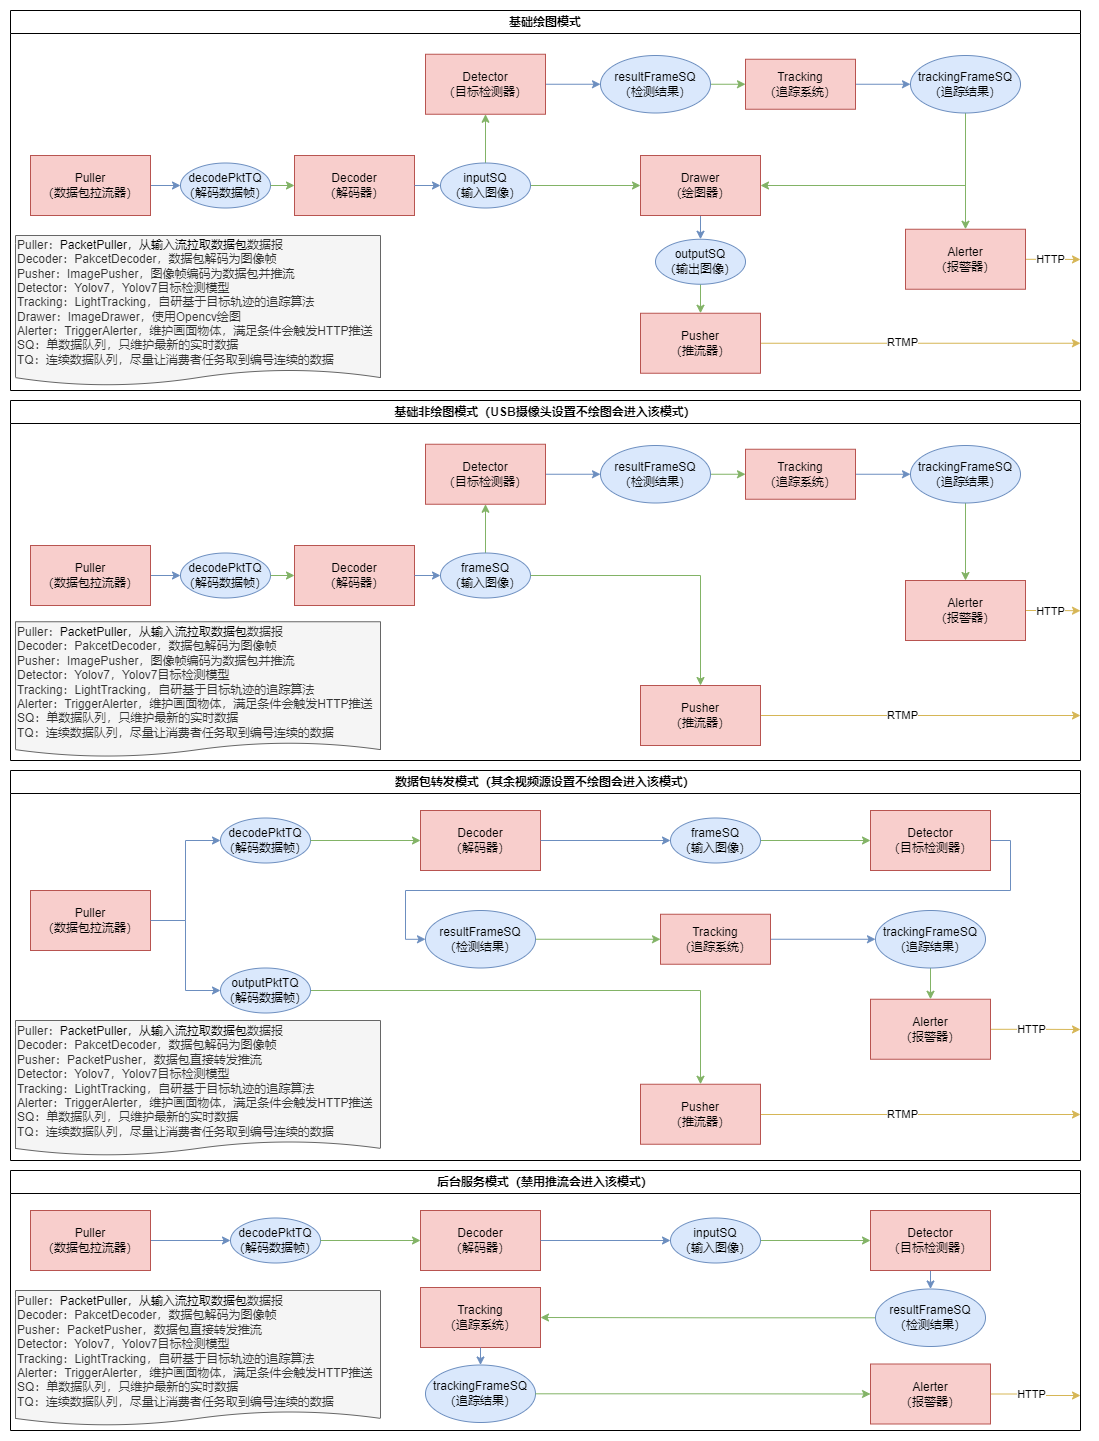 基础绘图模式
Detector
（目标检测器）
resultFrameSQ
（检测结果）
Tracking
（追踪系统）
trackingFrameSQ
（追踪结果）
Puller
（数据包拉流器）
decodePktTQ
（解码数据帧）
Decoder
（解码器）
inputSQ
（输入图像）
Drawer
（绘图器）
outputSQ
（输出图像）
Alerter
（报警器）
HTTP
Pusher
（推流器）
RTMP
Puller：PacketPuller，从输入流拉取数据包数据报
Decoder：PakcetDecoder，数据包解码为图像帧
Pusher：ImagePusher，图像帧编码为数据包并推流
Detector：Yolov7，Yolov7目标检测模型
Tracking：LightTracking，自研基于目标轨迹的追踪算法
Drawer：ImageDrawer，使用Opencv绘图
Alerter：TriggerAlerter，维护画面物体，满足条件会触发HTTP推送
SQ：单数据队列，只维护最新的实时数据
TQ：连续数据队列，尽量让消费者任务取到编号连续的数据
基础非绘图模式（USB摄像头设置不绘图会进入该模式）
Detector
（目标检测器）
resultFrameSQ
（检测结果）
Tracking
（追踪系统）
trackingFrameSQ
（追踪结果）
Puller
（数据包拉流器）
decodePktTQ
（解码数据帧）
Decoder
（解码器）
frameSQ
（输入图像）
Alerter
（报警器）
HTTP
Pusher
（推流器）
RTMP
Puller：PacketPuller，从输入流拉取数据包数据报
Decoder：PakcetDecoder，数据包解码为图像帧
Pusher：ImagePusher，图像帧编码为数据包并推流
Detector：Yolov7，Yolov7目标检测模型
Tracking：LightTracking，自研基于目标轨迹的追踪算法
Alerter：TriggerAlerter，维护画面物体，满足条件会触发HTTP推送
SQ：单数据队列，只维护最新的实时数据
TQ：连续数据队列，尽量让消费者任务取到编号连续的数据
数据包转发模式（其余视频源设置不绘图会进入该模式）
decodePktTQ
（解码数据帧）
Decoder
（解码器）
frameSQ
（输入图像）
Detector
（目标检测器）
Puller
（数据包拉流器）
resultFrameSQ
（检测结果）
Tracking
（追踪系统）
trackingFrameSQ
（追踪结果）
outputPktTQ
（解码数据帧）
Alerter
（报警器）
HTTP
Pusher
（推流器）
RTMP
Puller：PacketPuller，从输入流拉取数据包数据报
Decoder：PakcetDecoder，数据包解码为图像帧
Pusher：PacketPusher，数据包直接转发推流
Detector：Yolov7，Yolov7目标检测模型
Tracking：LightTracking，自研基于目标轨迹的追踪算法
Alerter：TriggerAlerter，维护画面物体，满足条件会触发HTTP推送
SQ：单数据队列，只维护最新的实时数据
TQ：连续数据队列，尽量让消费者任务取到编号连续的数据
后台服务模式（禁用推流会进入该模式）
Puller
（数据包拉流器）
decodePktTQ
（解码数据帧）
Decoder
（解码器）
inputSQ
（输入图像）
Detector
（目标检测器）
resultFrameSQ
（检测结果）
Tracking
（追踪系统）
trackingFrameSQ
（追踪结果）
Alerter
（报警器）
HTTP
Puller：PacketPuller，从输入流拉取数据包数据报
Decoder：PakcetDecoder，数据包解码为图像帧
Pusher：PacketPusher，数据包直接转发推流
Detector：Yolov7，Yolov7目标检测模型
Tracking：LightTracking，自研基于目标轨迹的追踪算法
Alerter：TriggerAlerter，维护画面物体，满足条件会触发HTTP推送
SQ：单数据队列，只维护最新的实时数据
TQ：连续数据队列，尽量让消费者任务取到编号连续的数据